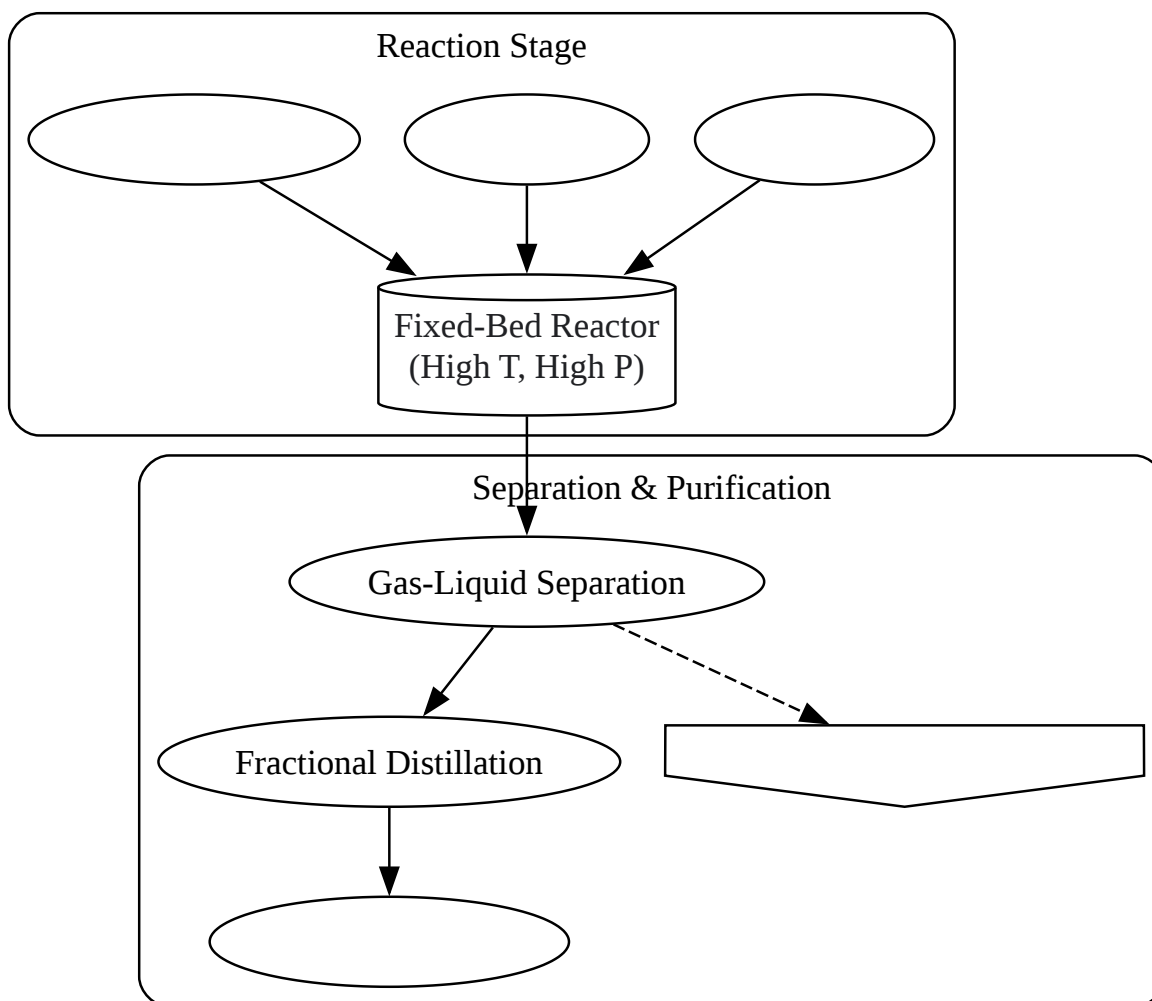 Reaction Stage
Fixed-Bed Reactor
(High T, High P)
Separation & Purification
Gas-Liquid Separation
Fractional Distillation